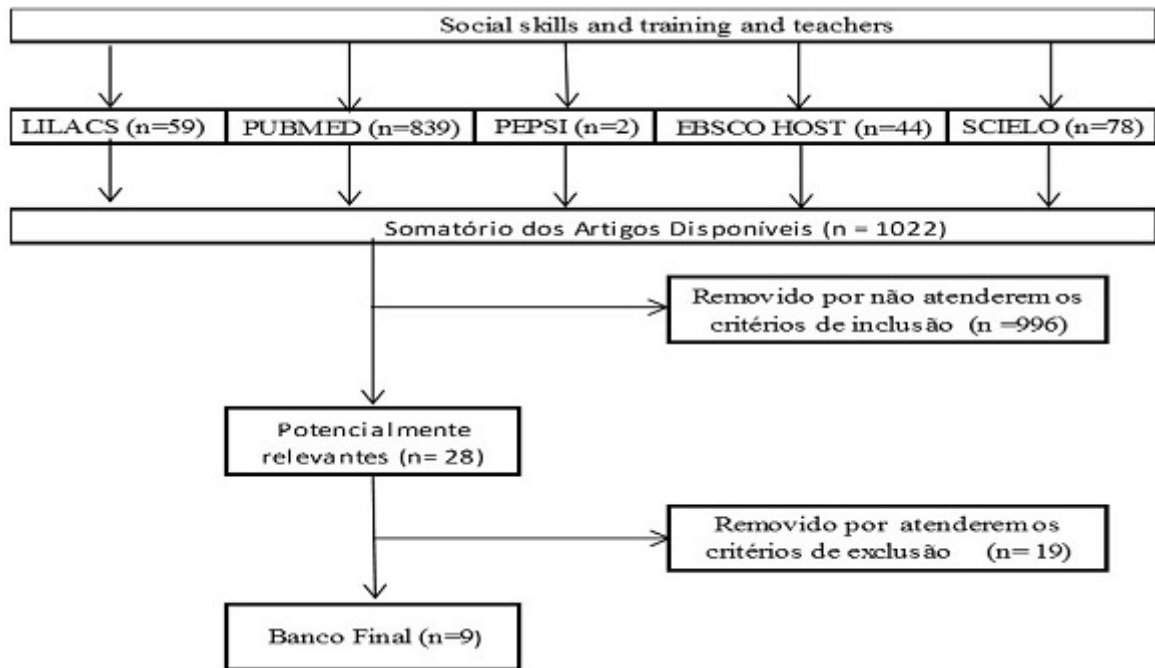 Social skills and training and teachers
LILACS (n=59) PUBMED (n=839) PEPSI (n=2) EBSCO HOST (n=44) SCIELO (n=78)
Somatório dos Artigos Disponíveis (n = 1022)
Removido por não atenderem os
critérios de inclusão (n =996)
Potencialmente
relevantes (n= 28)
Removido por atenderem os
critérios de exclusão (n= 19)
Banco Final (n=9)